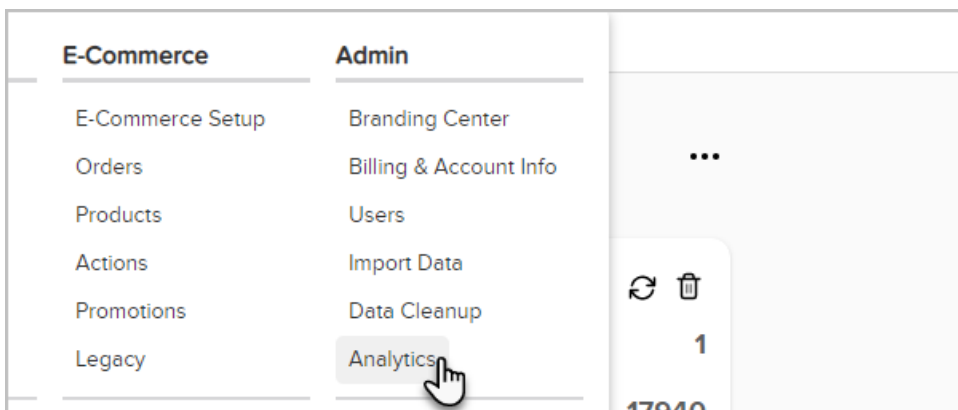 E-Commerce
E-Commerce Setup
Orders
Products
Actions
Promotions
Legacy
Admin
Branding Center
Billing & Account Info
Users
Import Data
Data Cleanup
Analytics
1
17940